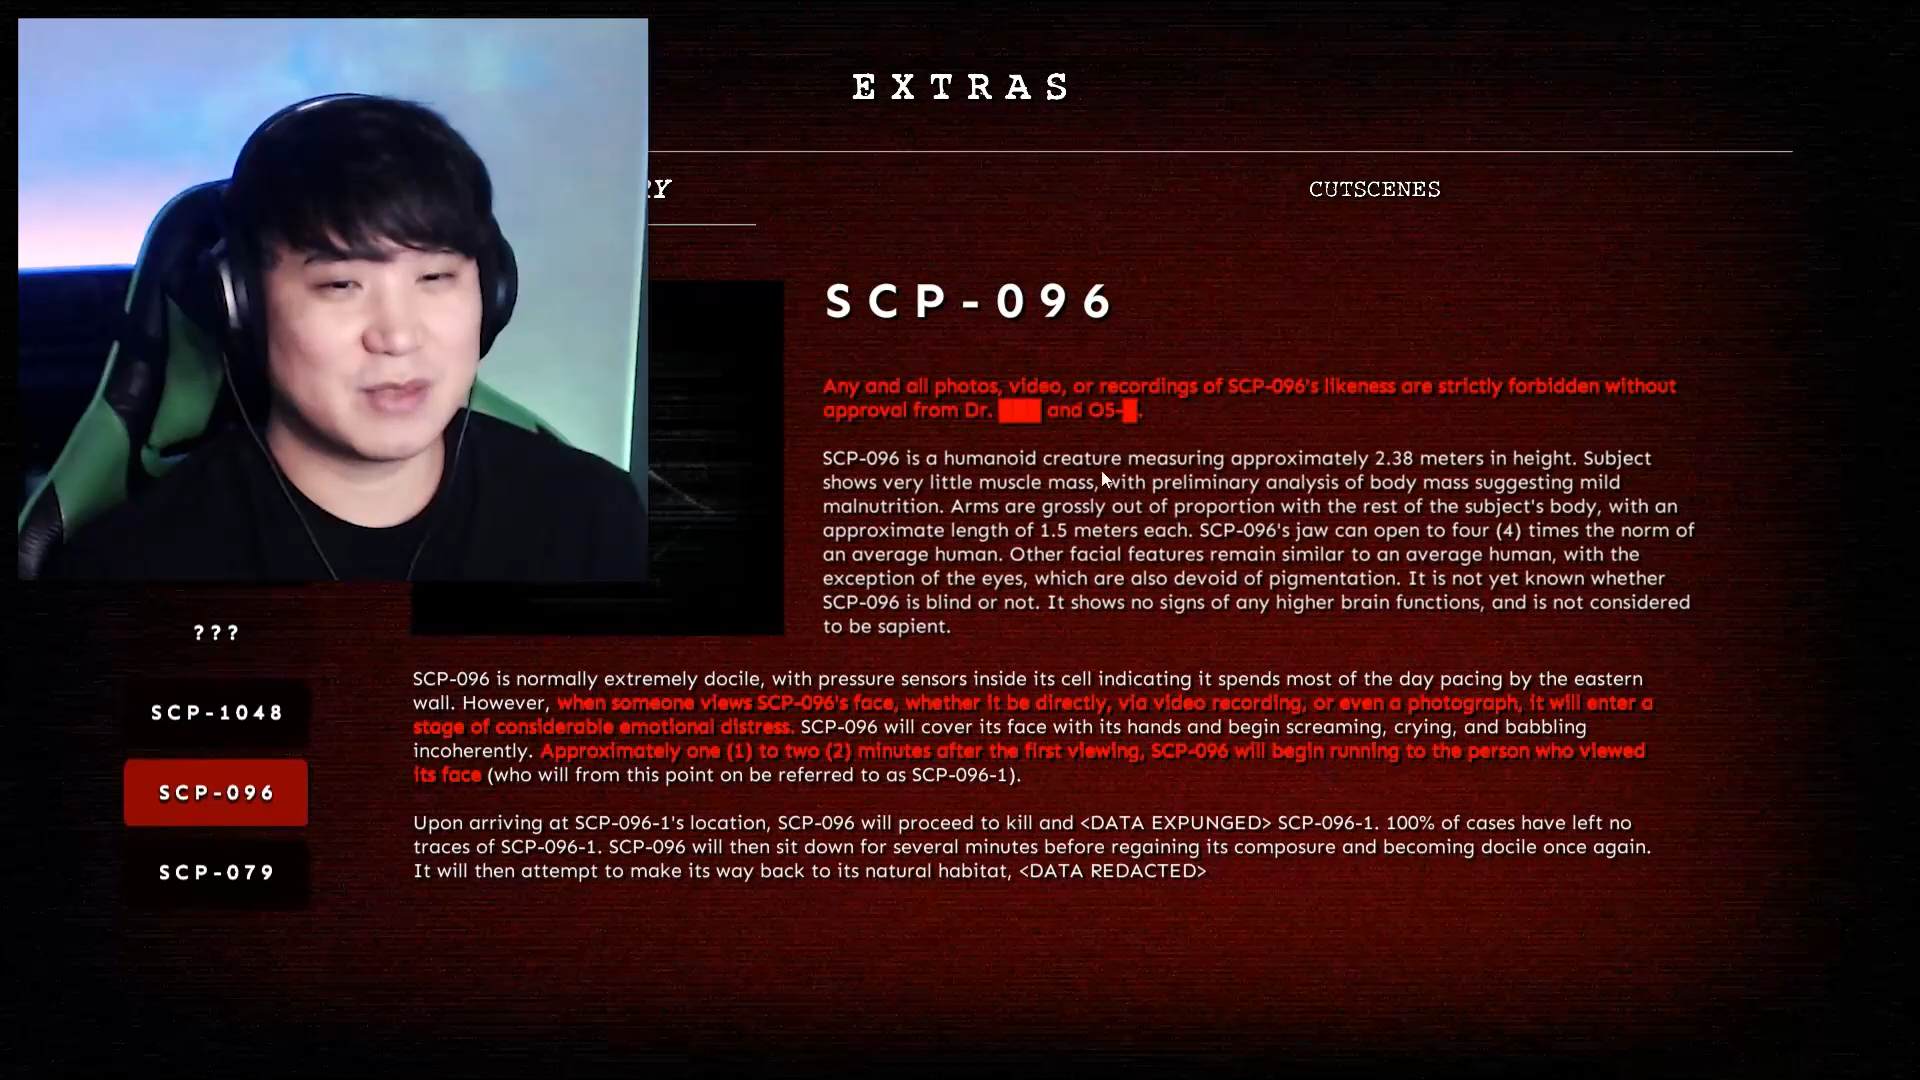 EXTRAS
CUTSCENES
SCP-096
Any and all photos, video, or recordings of SCP-096's likeness are strictly forbidden without
approval from Dr. ███ and O5-█.
SCP-096 is a humanoid creature measuring approximately 2.38 meters in height. Subject
shows very little muscle mass, with preliminary analysis of body mass suggesting mild
malnutrition. Arms are grossly out of proportion with the rest of the subject's body, with an
approximate length of 1.5 meters each. SCP-096's jaw can open to four (4) times the norm of
an average human. Other facial features remain similar to an average human, with the
exception of the eyes, which are also devoid of pigmentation. It is not yet known whether
SCP-096 is blind or not. It shows no signs of any higher brain functions, and is not considered
to be sapient.
SCP-096 is normally extremely docile, with pressure sensors inside its cell indicating it spends most of the day pacing by the eastern
wall. However, when someone views SCP-096's face, whether it be directly, via video recording, or even a photograph, it will enter a
stage of considerable emotional distress. SCP-096 will cover its face with its hands and begin screaming, crying, and babbling
incoherently. Approximately one (1) to two (2) minutes after the first viewing, SCP-096 will begin running to the person who viewed
its face (who will from this point on be referred to as SCP-096-1).
Upon arriving at SCP-096-1's location, SCP-096 will proceed to kill and <DATA EXPUNGED> SCP-096-1. 100% of cases have left no
traces of SCP-096-1. SCP-096 will then sit down for several minutes before regaining its composure and becoming docile once again.
It will then attempt to make its way back to its natural habitat, <DATA REDACTED>
???
SCP-1048
SCP-096
SCP-079